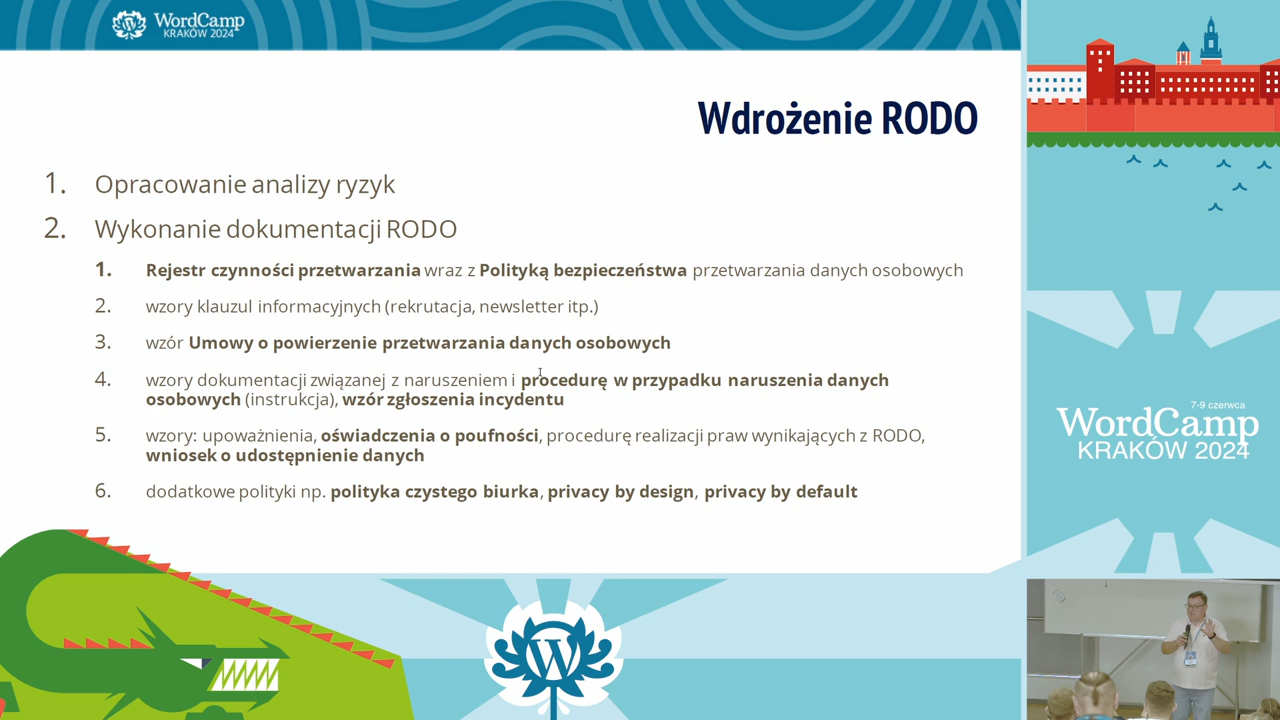 WordCamp
KRAKÓW 2024
Wdrożenie RODO
1. Opracowanie analizy ryzyk
2. Wykonanie dokumentacji RODO
1. Rejestr czynności przetwarzania wraz z Polityką bezpieczeństwa przetwarzania danych osobowych
2. wzory klauzul informacyjnych (rekrutacja, newsletter itp.)
3. wzór Umowy o powierzenie przetwarzania danych osobowych
4. wzory dokumentacji związanej z naruszeniem i procedurę w przypadku naruszenia danych
osobowych (instrukcja), wzór zgłoszenia incydentu
5. wzory: upoważnienia, oświadczenia o poufności, procedurę realizacji praw wynikających z RODO,
wniosek o udostępnienie danych
6. dodatkowe polityki np. polityka czystego biurka, privacy by design, privacy by default
7-9 czerwca
WordCamp
KRAKÓW 2024
W